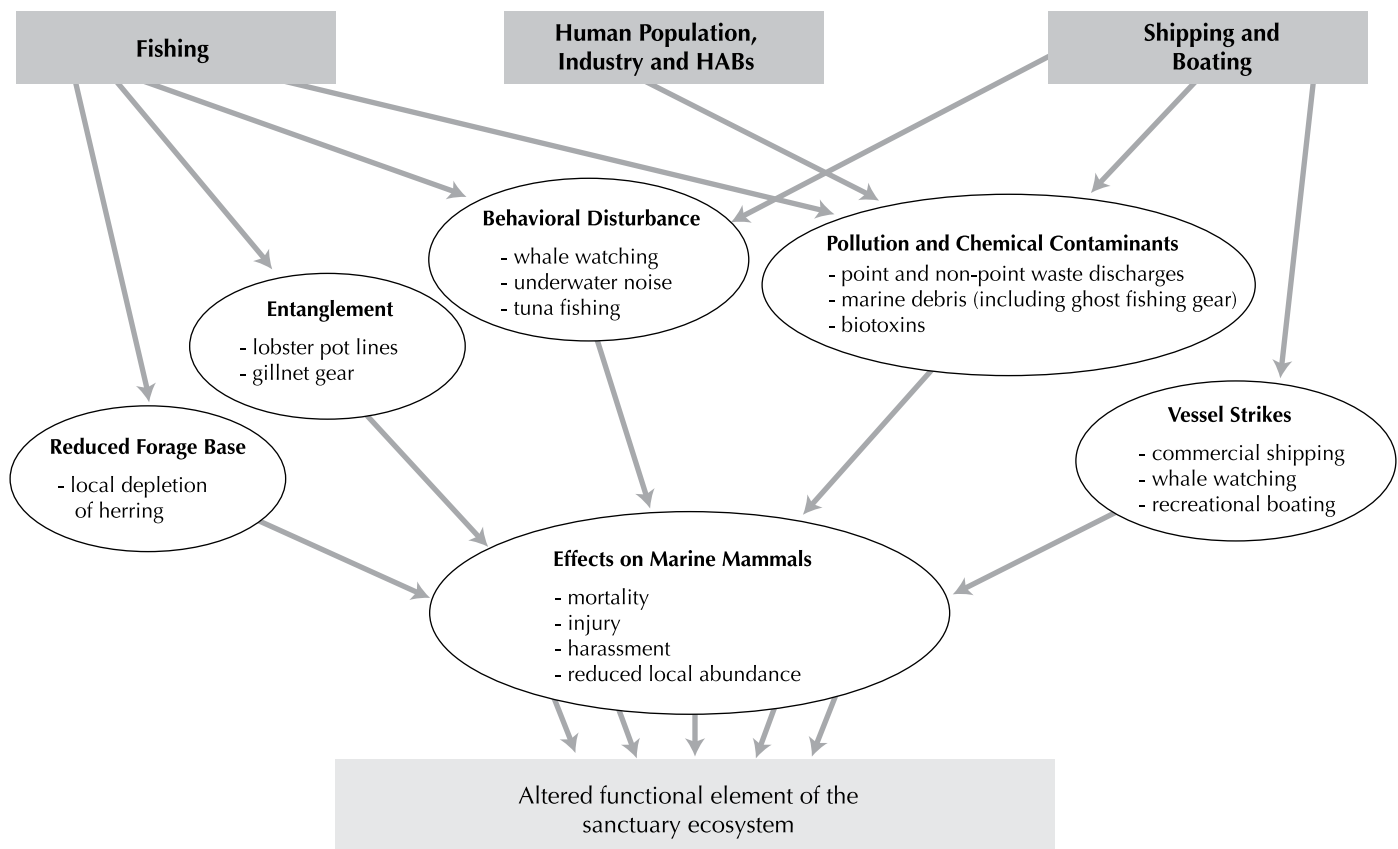 Fishing
Human Population,
Industry and HABs
Shipping and
Boating
Behavioral Disturbance
- whale watching
- underwater noise
- tuna fishing
Pollution and Chemical Contaminants
- point and non-point waste discharges
- marine debris (including ghost fishing gear)
- biotoxins
Entanglement
- lobster pot lines
- gillnet gear
Reduced Forage Base
- local depletion
of herring
Vessel Strikes
- commercial shipping
- whale watching
- recreational boating
Effects on Marine Mammals
- mortality
- injury
- harassment
- reduced local abundance
Altered functional element of the
sanctuary ecosystem